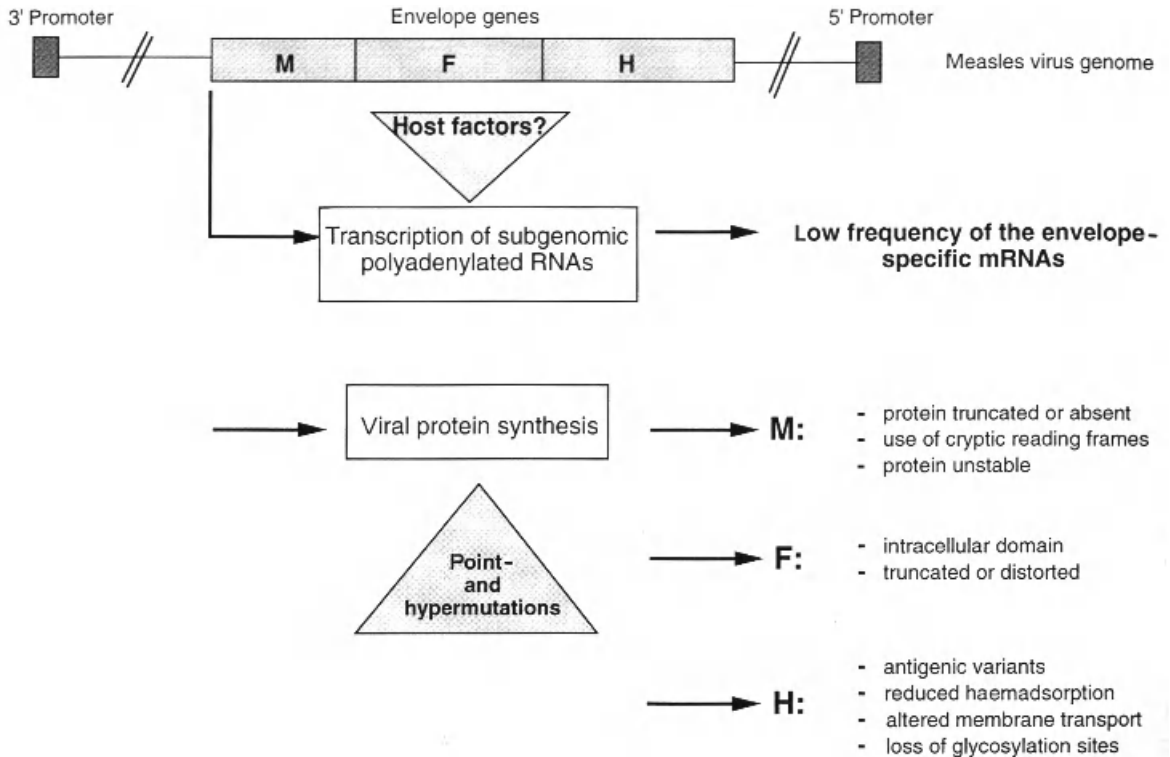 3' Promoter
Envelope genes
5' Promoter
M
F
H
Measles virus genome
Host factors?
Transcription of subgenomic
polyadenylated RNAs
Low frequency of the envelope-
specific mRNAs
Viral protein synthesis
M:
- protein truncated or absent
- use of cryptic reading frames
- protein unstable
Point-
and
hypermutations
F:
- intracellular domain
- truncated or distorted
H:
- antigenic variants
- reduced haemadsorption
- altered membrane transport
- loss of glycosylation sites